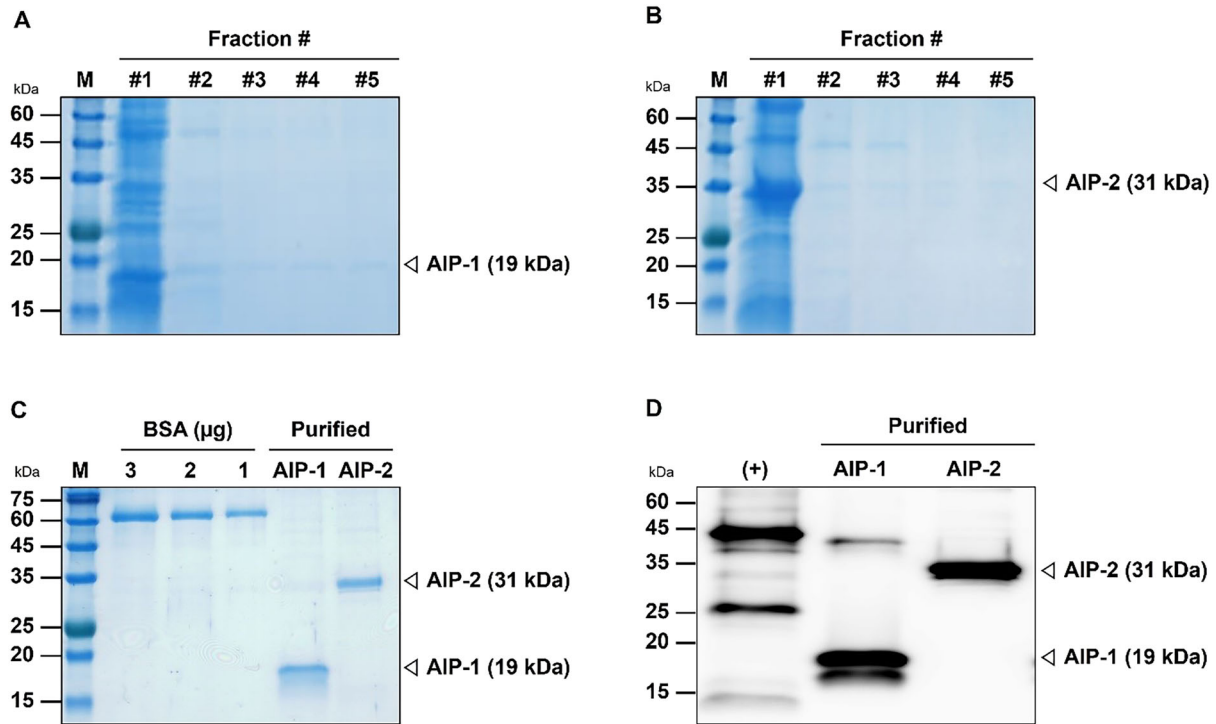 A
Fraction #
kDa M #1 #2 #3 #4 #5
60
45
35
25
20
15
AIP-1 (19 kDa)
B
Fraction #
kDa M #1 #2 #3 #4 #5
60
45
35
25
20
15
AIP-2 (31 kDa)
C
BSA (µg) Purified
kDa M 3 2 1 AIP-1 AIP-2
75
60
45
35
25
20
15
AIP-2 (31 kDa)
AIP-1 (19 kDa)
D
Purified
kDa (+) AIP-1 AIP-2
60
45
35
25
20
15
AIP-2 (31 kDa)
AIP-1 (19 kDa)